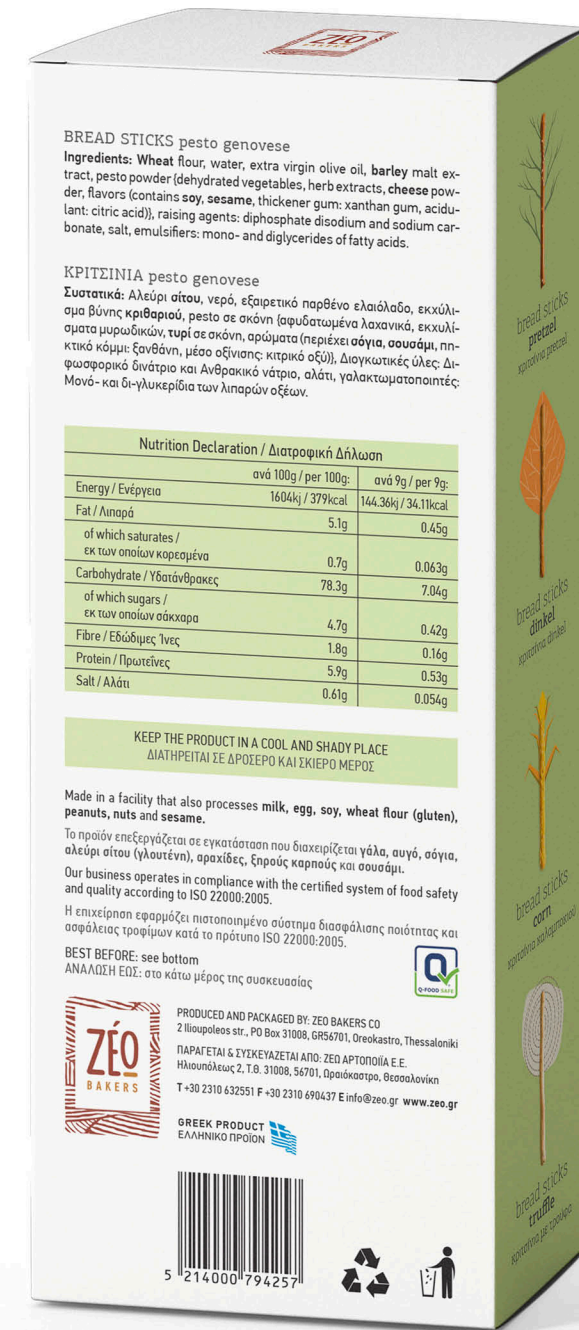 ZÉO
BAKERS
BREAD STICKS pesto genovese
Ingredients: Wheat flour, water, extra virgin olive oil, barley malt ex-
tract, pesto powder {dehydrated vegetables, herb extracts, cheese pow-
der, flavors (contains soy, sesame, thickener gum: xanthan gum, acidu-
lant: citric acid)}, raising agents: diphosphate disodium and sodium car-
bonate, salt, emulsifiers: mono- and diglycerides of fatty acids.
ΚΡΙΤΣΙΝΙΑ pesto genovese
Συστατικά: Αλεύρι σίτου, νερό, εξαιρετικό παρθένο ελαιόλαδο, εκχύλι-
σμα βύνης κριθαριού, pesto σε σκόνη {αφυδατωμένα λαχανικά, εκχυλί-
σματα μυρωδικών, τυρί σε σκόνη, αρώματα (περιέχει σόγια, σουσάμι, πη-
κτικό κόμμι: ξανθάνη, μέσο οξίνισης: κιτρικό οξύ)}, Διογκωτικές ύλες: Δι-
φωσφορικό δινάτριο και Ανθρακικό νάτριο, αλάτι, γαλακτωματοποιητές:
Μονό- και δι-γλυκερίδια των λιπαρών οξέων.
Nutrition Declaration / Διατροφική Δήλωση
ανά 100g / per 100g: ανά 9g / per 9g:
Energy / Ενέργεια 1604kj / 379kcal 144.36kj / 34.11kcal
Fat / Λιπαρά 5.1g 0.45g
of which saturates /
εκ των οποίων κορεσμένα 0.7g 0.063g
Carbohydrate / Υδατάνθρακες 78.3g 7.04g
of which sugars /
εκ των οποίων σάκχαρα 4.7g 0.42g
Fibre / Εδώδιμες Ίνες 1.8g 0.16g
Protein / Πρωτεΐνες 5.9g 0.53g
Salt / Αλάτι 0.61g 0.054g
KEEP THE PRODUCT IN A COOL AND SHADY PLACE
ΔΙΑΤΗΡΕΙΤΑΙ ΣΕ ΔΡΟΣΕΡΟ ΚΑΙ ΣΚΙΕΡΟ ΜΕΡΟΣ
Made in a facility that also processes milk, egg, soy, wheat flour (gluten),
peanuts, nuts and sesame.
Το προϊόν επεξεργάζεται σε εγκατάσταση που διαχειρίζεται γάλα, αυγό, σόγια,
αλεύρι σίτου (γλουτένη), αραχίδες, ξηρούς καρπούς και σουσάμι.
Our business operates in compliance with the certified system of food safety
and quality according to ISO 22000:2005.
Η επιχείρηση εφαρμόζει πιστοποιημένο σύστημα διασφάλισης ποιότητας και
ασφάλειας τροφίμων κατά το πρότυπο ISO 22000:2005.
BEST BEFORE: see bottom
ΑΝΑΛΩΣΗ ΕΩΣ: στο κάτω μέρος της συσκευασίας
Q
Q-FOOD SAFE
ZÉO
BAKERS
PRODUCED AND PACKAGED BY: ZEO BAKERS CO
2 Ilioupoleos str., PO Box 31008, GR56701, Oreokastro, Thessaloniki
ΠΑΡΑΓΕΤΑΙ & ΣΥΣΚΕΥΑΖΕΤΑΙ ΑΠΟ: ΖΕΟ ΑΡΤΟΠΟΙΪΑ Ε.Ε.
Ηλιουπόλεως 2, Τ.Θ. 31008, 56701, Ωραιόκαστρο, Θεσσαλονίκη
T +30 2310 632551 F +30 2310 690437 E info@zeo.gr www.zeo.gr
GREEK PRODUCT
ΕΛΛΗΝΙΚΟ ΠΡΟΪΟΝ
5 214000 794257
bread sticks
pretzel
κριτσίνια pretzel
bread sticks
dinkel
κριτσίνια dinkel
bread sticks
corn
κριτσίνια καλαμποκιού
bread sticks
truffle
κριτσίνια με τρούφα